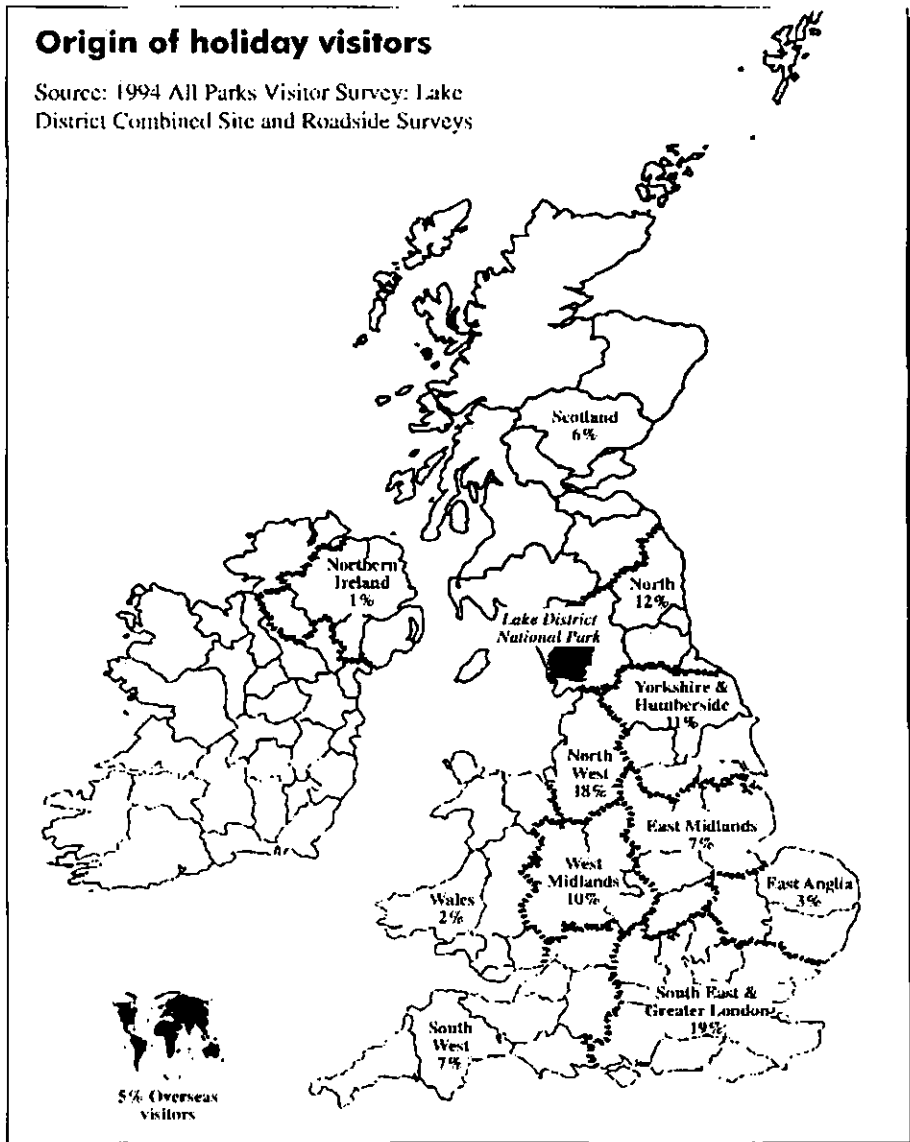 Origin of holiday visitors
Source: 1994 All Parks Visitor Survey: Lake
District Combined Site and Roadside Surveys
Scotland
6%
Northern
Ireland
1%
North
12%
Lake District
National Park
Yorkshire &
Humberside
11%
North
West
18%
East Midlands
7%
West
Midlands
10%
East Anglia
3%
Wales
2%
South East &
Greater London
19%
South
West
7%
5% Overseas
visitors